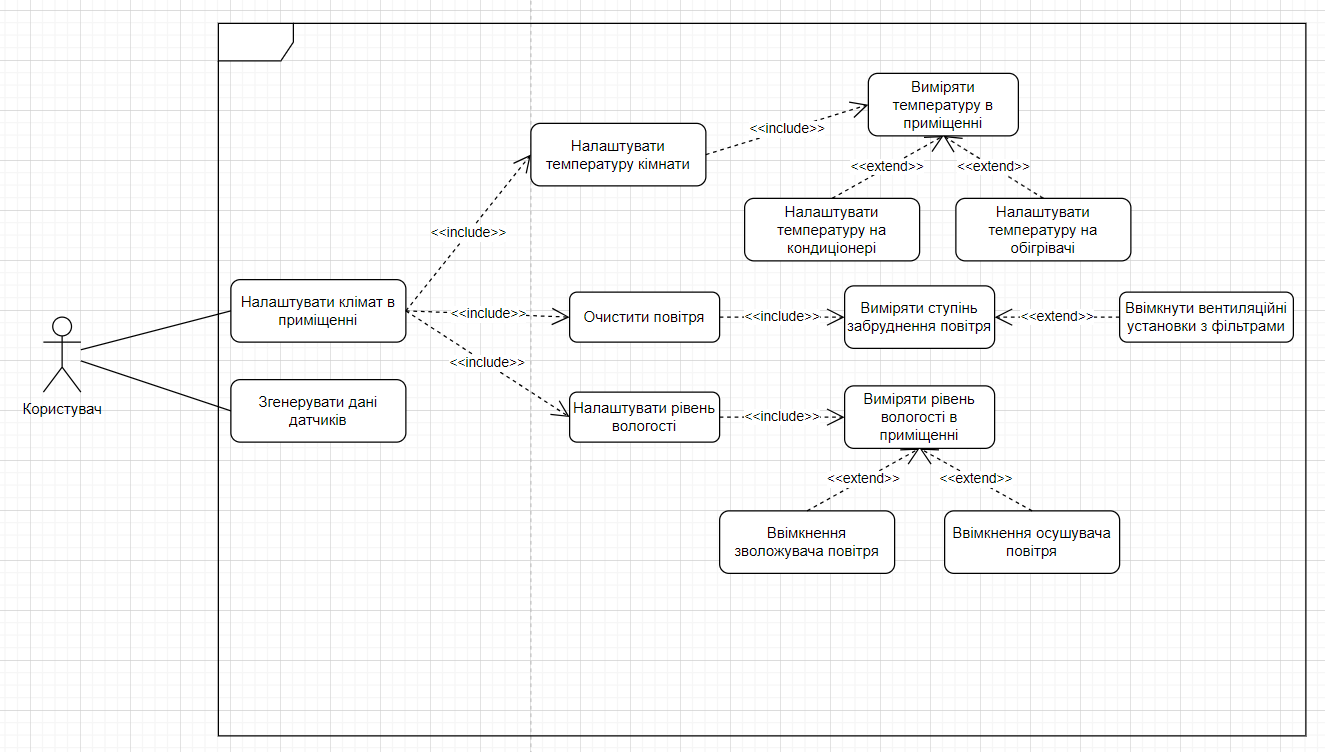 Виміряти
температуру в
приміщенні
<<include>>
Налаштувати
температуру кімнати
<<extend>>
<<extend>>
Налаштувати
температуру на
кондиціонері
Налаштувати
температуру на
обігрівачі
<<include>>
Налаштувати клімат в
приміщенні
<<include>>
Очистити повітря
<<include>>
Виміряти ступінь
забруднення повітря
<<extend>>
Ввімкнути вентиляційні
установки з фільтрами
<<include>>
Користувач
Згенерувати дані
датчиків
Налаштувати рівень
вологості
<<include>>
Виміряти рівень
вологості в
приміщенні
<<extend>>
<<extend>>
Ввімкнення
зволожувача повітря
Ввімкнення осушувача
повітря